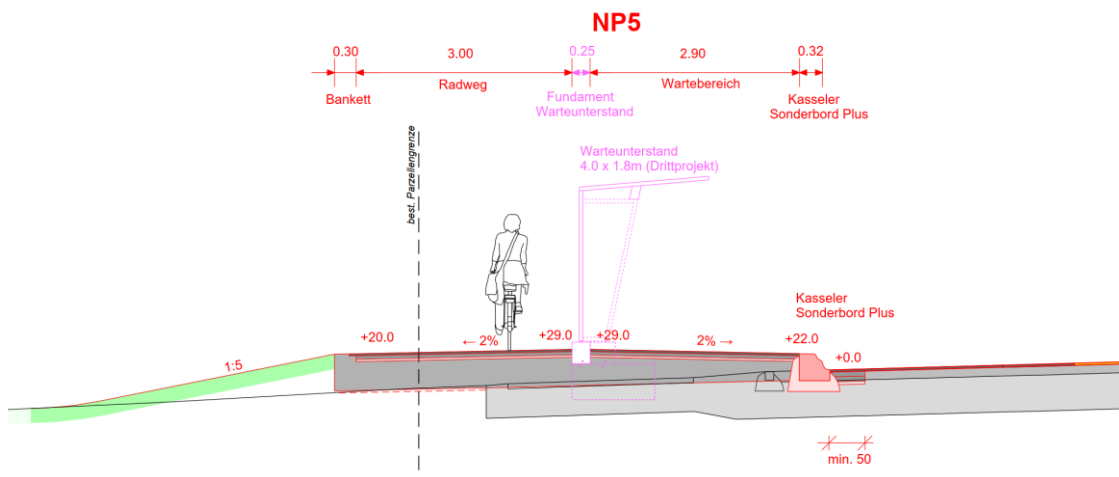 NP5
0.30 3.00 0.25 2.90 0.32
Bankett Radweg Fundament Warteunterstand Wartebereich Kasseler Sonderbord Plus
best. Parzellengrenze
Warteunterstand
4.0 x 1.8m (Drittprojekt)
Kasseler
Sonderbord Plus
+20.0 ← 2% +29.0 +29.0 2% → +22.0
+0.0
1:5
min. 50